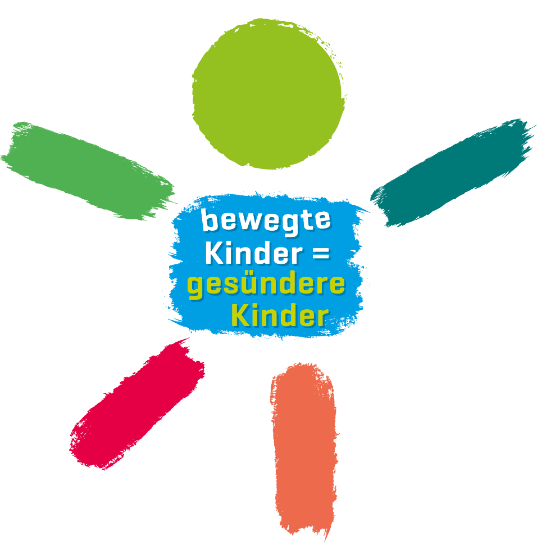 bewegte
Kinder =
gesündere
Kinder